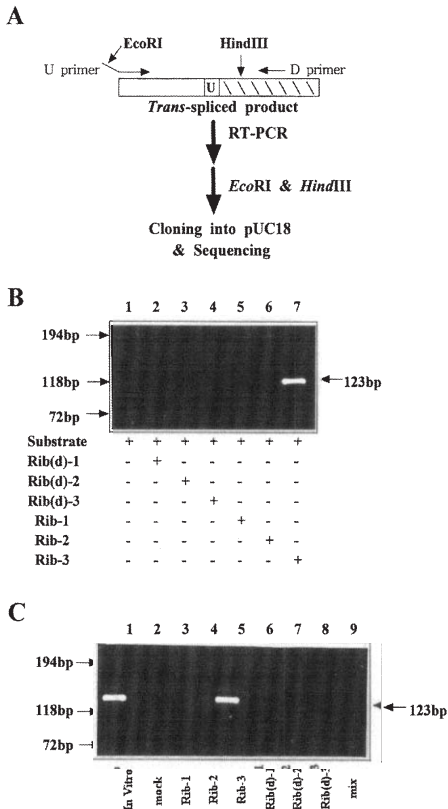 A
EcoRI HindIII
U primer D primer
U
Trans-spliced product
RT-PCR
EcoRI & HindIII
Cloning into pUC18
& Sequencing
B
1 2 3 4 5 6 7
194bp
118bp 123bp
72bp
Substrate + + + + + + +
Rib(d)-1 - + - - - - -
Rib(d)-2 - - + - - - -
Rib(d)-3 - - - + - - -
Rib-1 - - - - + - -
Rib-2 - - - - - + -
Rib-3 - - - - - - +
C
1 2 3 4 5 6 7 8 9
194bp
118bp 123bp
72bp
In Vitro mock Rib-1 Rib-2 Rib-3 Rib(d)-1 Rib(d)-2 Rib(d)-3 mix